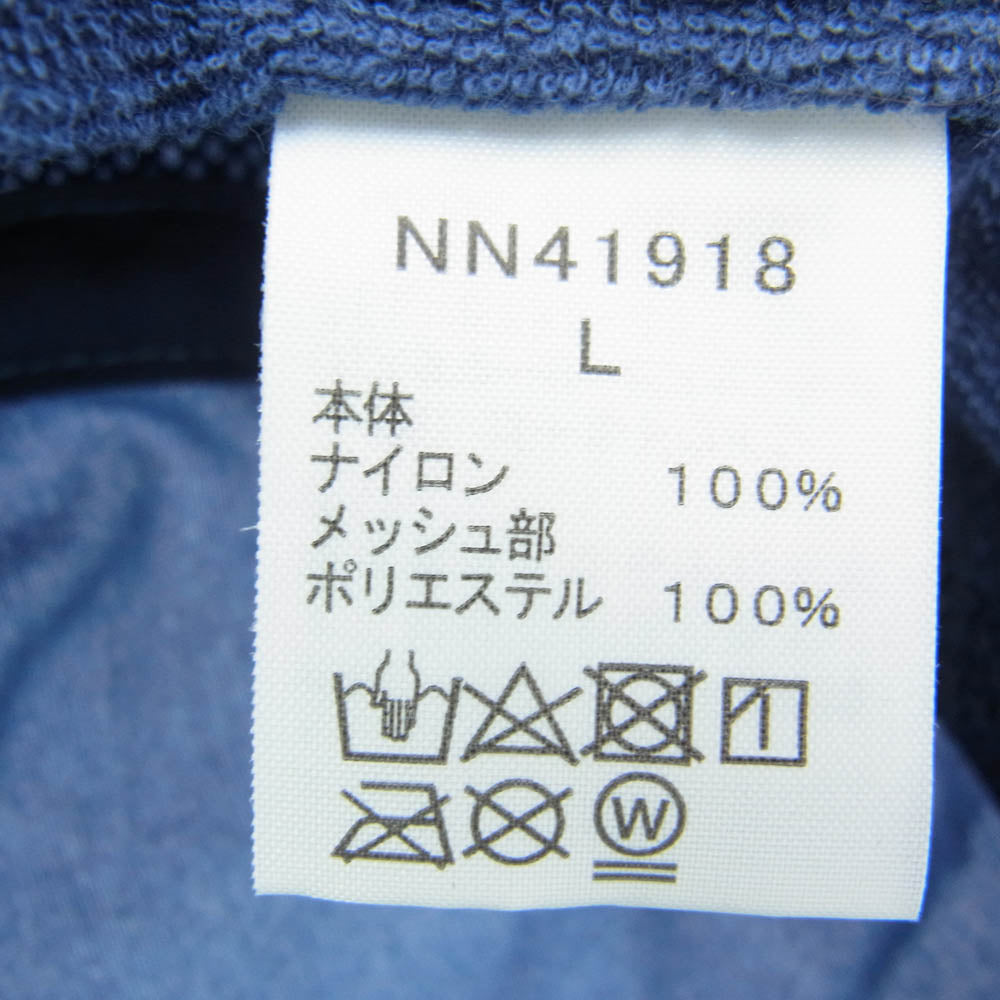 NN41918
L
本体
ナイロン 100%
メッシュ部
ポリエステル 100%
W